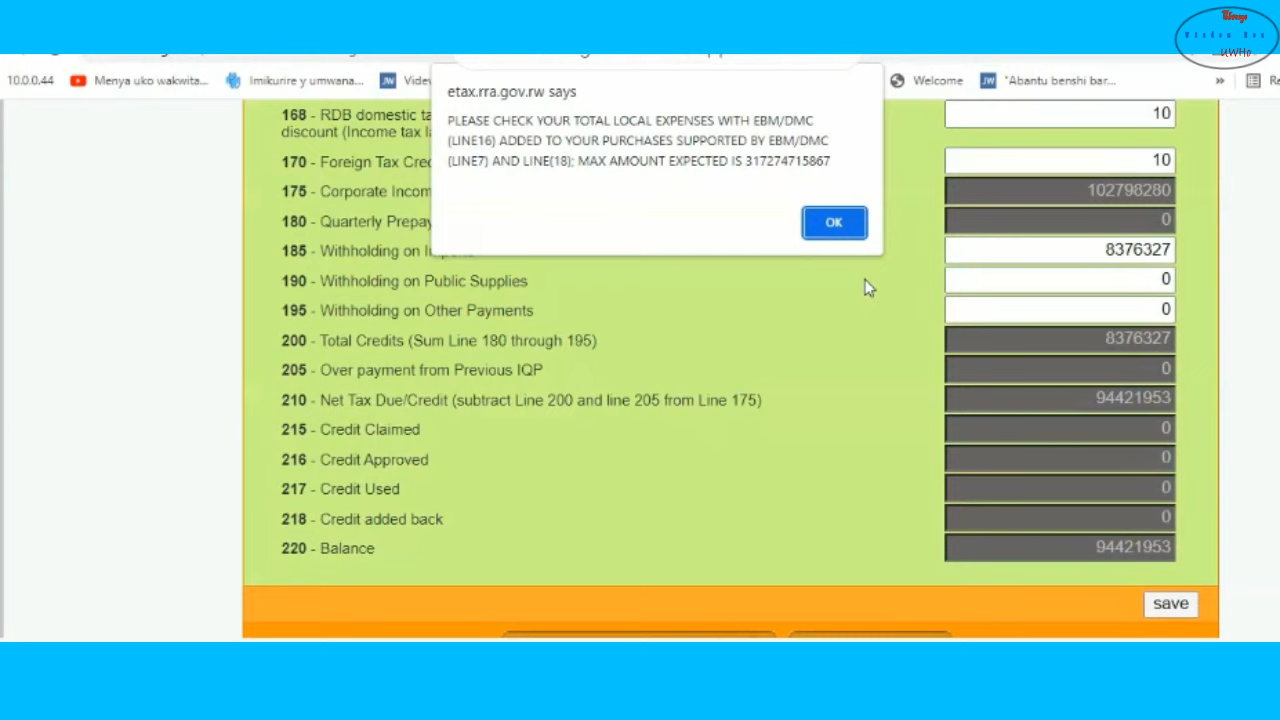 Things
UWHo
10.0.0.44
Menya uko wakwita...
Imikurire y umwana...
Welcome
"Abantu benshi bar...
»
etax.rra.gov.rw says
PLEASE CHECK YOUR TOTAL LOCAL EXPENSES WITH EBM/DMC
(LINE16) ADDED TO YOUR PURCHASES SUPPORTED BY EBM/DMC
(LINE7) AND LINE(18); MAX AMOUNT EXPECTED IS 317274715867
OK
168 - RDB domestic ta
discount (Income tax l
10
170 - Foreign Tax Cre
10
175 - Corporate Incom
102798280
180 - Quarterly Prepay
0
185 - Withholding on
8376327
190 - Withholding on Public Supplies
0
195 - Withholding on Other Payments
0
200 - Total Credits (Sum Line 180 through 195)
8376327
205 - Over payment from Previous IQP
0
210 - Net Tax Due/Credit (subtract Line 200 and line 205 from Line 175)
94421953
215 - Credit Claimed
0
216 - Credit Approved
0
217 - Credit Used
0
218 - Credit added back
0
220 - Balance
94421953
save